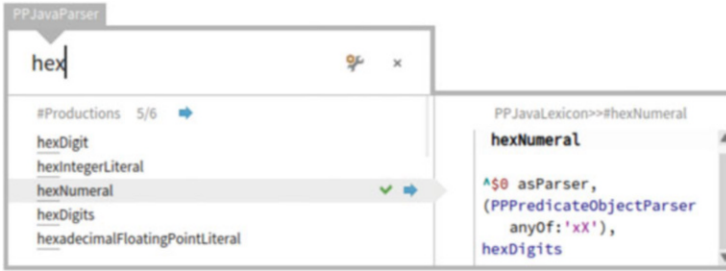 PPJavaParser
hex
#Productions 5/6
hexDigit
hexIntegerLiteral
hexNumeral
hexDigits
hexadecimalFloatingPointLiteral
PPJavaLexicon>>#hexNumeral
hexNumeral
^$0 asParser,
(PPPredicateObjectParser
anyOf:'xX'),
hexDigits